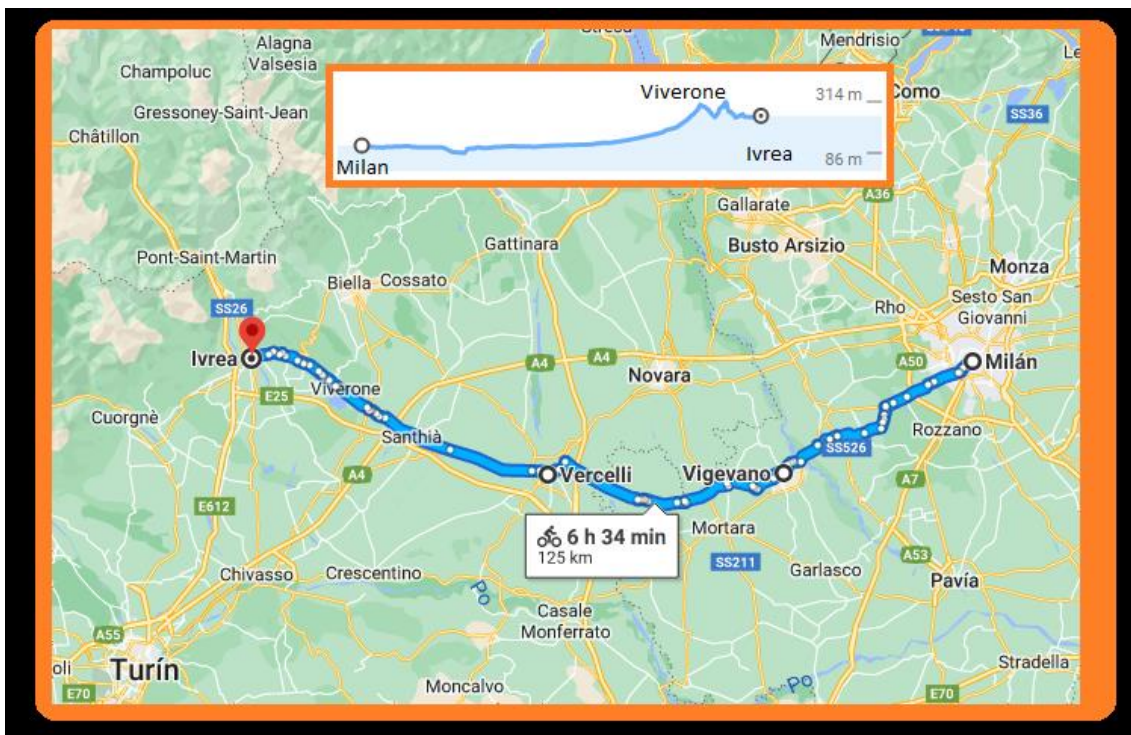 Mendrisio
Alagna
Valsesia
Champoluc
Viverone
314 m
Como
Gressoney-Saint-Jean
SS36
Châtillon
Milan
Ivrea
86 m
A36
Gallarate
Gattinara
Busto Arsizio
Pont-Saint-Martin
Monza
Biella
Cossato
Sesto San
Giovanni
SS26
Rho
Ivrea
A4
A4
A50
Milán
Novara
E25
Viverone
Cuorgnè
Santhià
Rozzano
SS526
A4
Vercelli
Vigevano
A7
E612
6 h 34 min
125 km
Mortara
A53
SS211
Garlasco
Chivasso
Crescentino
Pavía
Po
Casale
Monferrato
A55
oli
Turín
Stradella
Moncalvo
Po
E70
E70